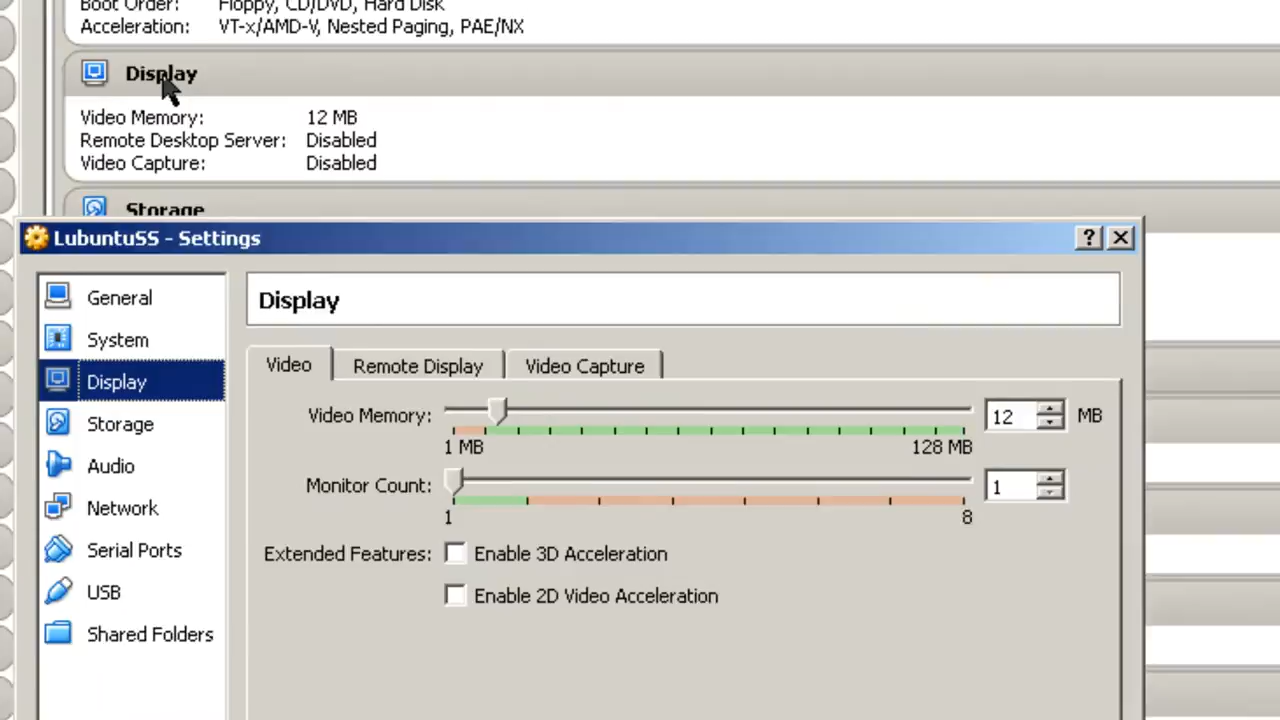 Boot Order: Floppy, CD/DVD, Hard Disk
Acceleration: VT-x/AMD-V, Nested Paging, PAE/NX
Display
Video Memory: 12 MB
Remote Desktop Server: Disabled
Video Capture: Disabled
Storage
LubuntuSS - Settings
?
General
System
Display
Storage
Audio
Network
Serial Ports
USB
Shared Folders
Display
Video Remote Display Video Capture
Video Memory: 12 MB
1 MB 128 MB
Monitor Count: 1
1 8
Extended Features: Enable 3D Acceleration
Enable 2D Video Acceleration